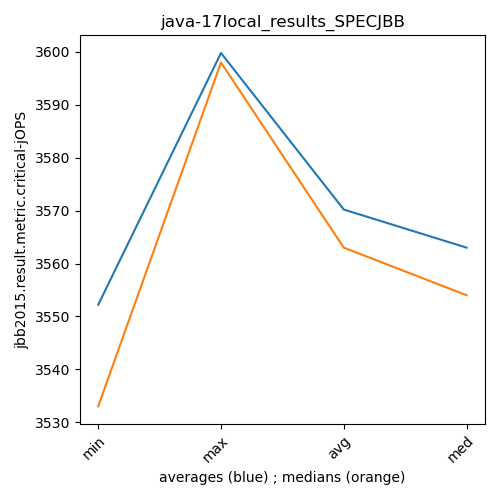 java-17local_results_SPECJBB
jbb2015.result.metric.critical-jOPS
3600
3590
3580
3570
3560
3550
3540
3530
min
max
avg
med
averages (blue) ; medians (orange)